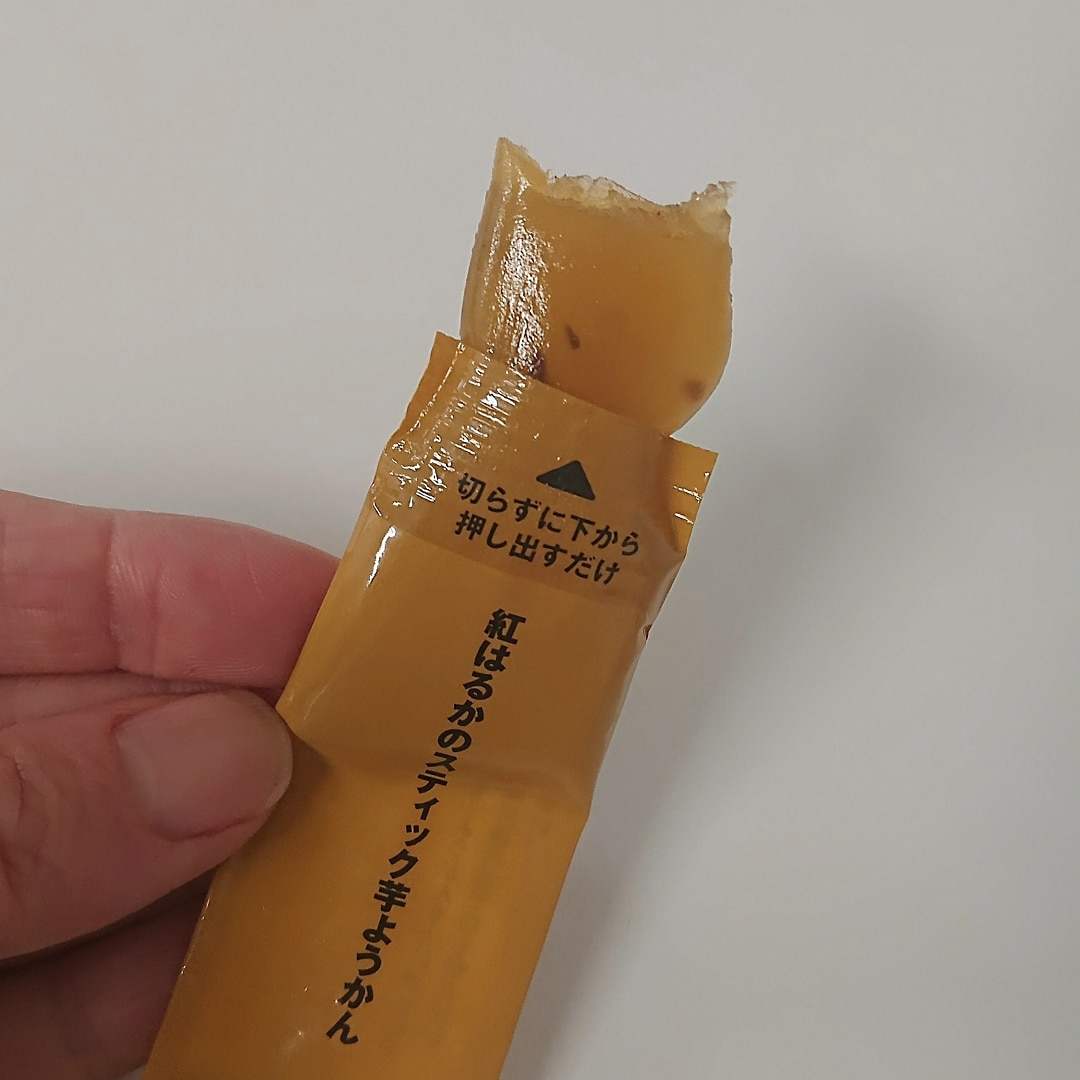 切らずに下から
押し出すだけ
紅はるかのスティック芋ようかん